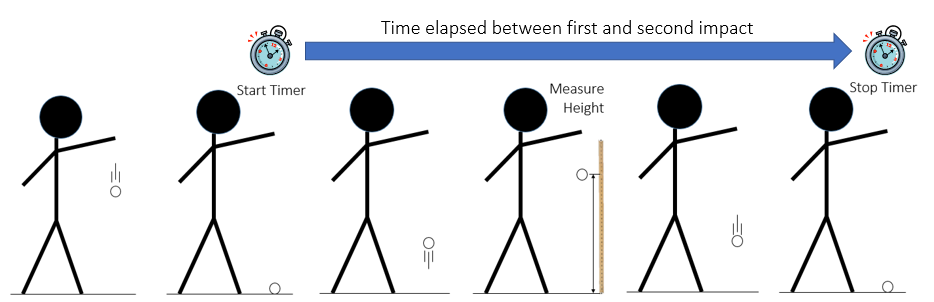 Time elapsed between first and second impact
Start Timer
Measure
Height
Stop Timer